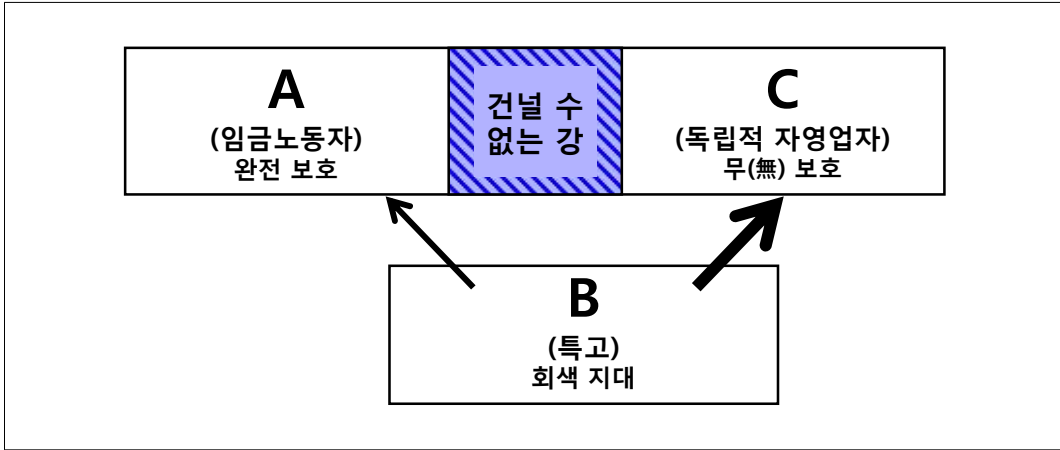 A
(임금노동자)
완전 보호
건널 수
없는 강
C
(독립적 자영업자)
무(無) 보호
B
(특고)
회색 지대